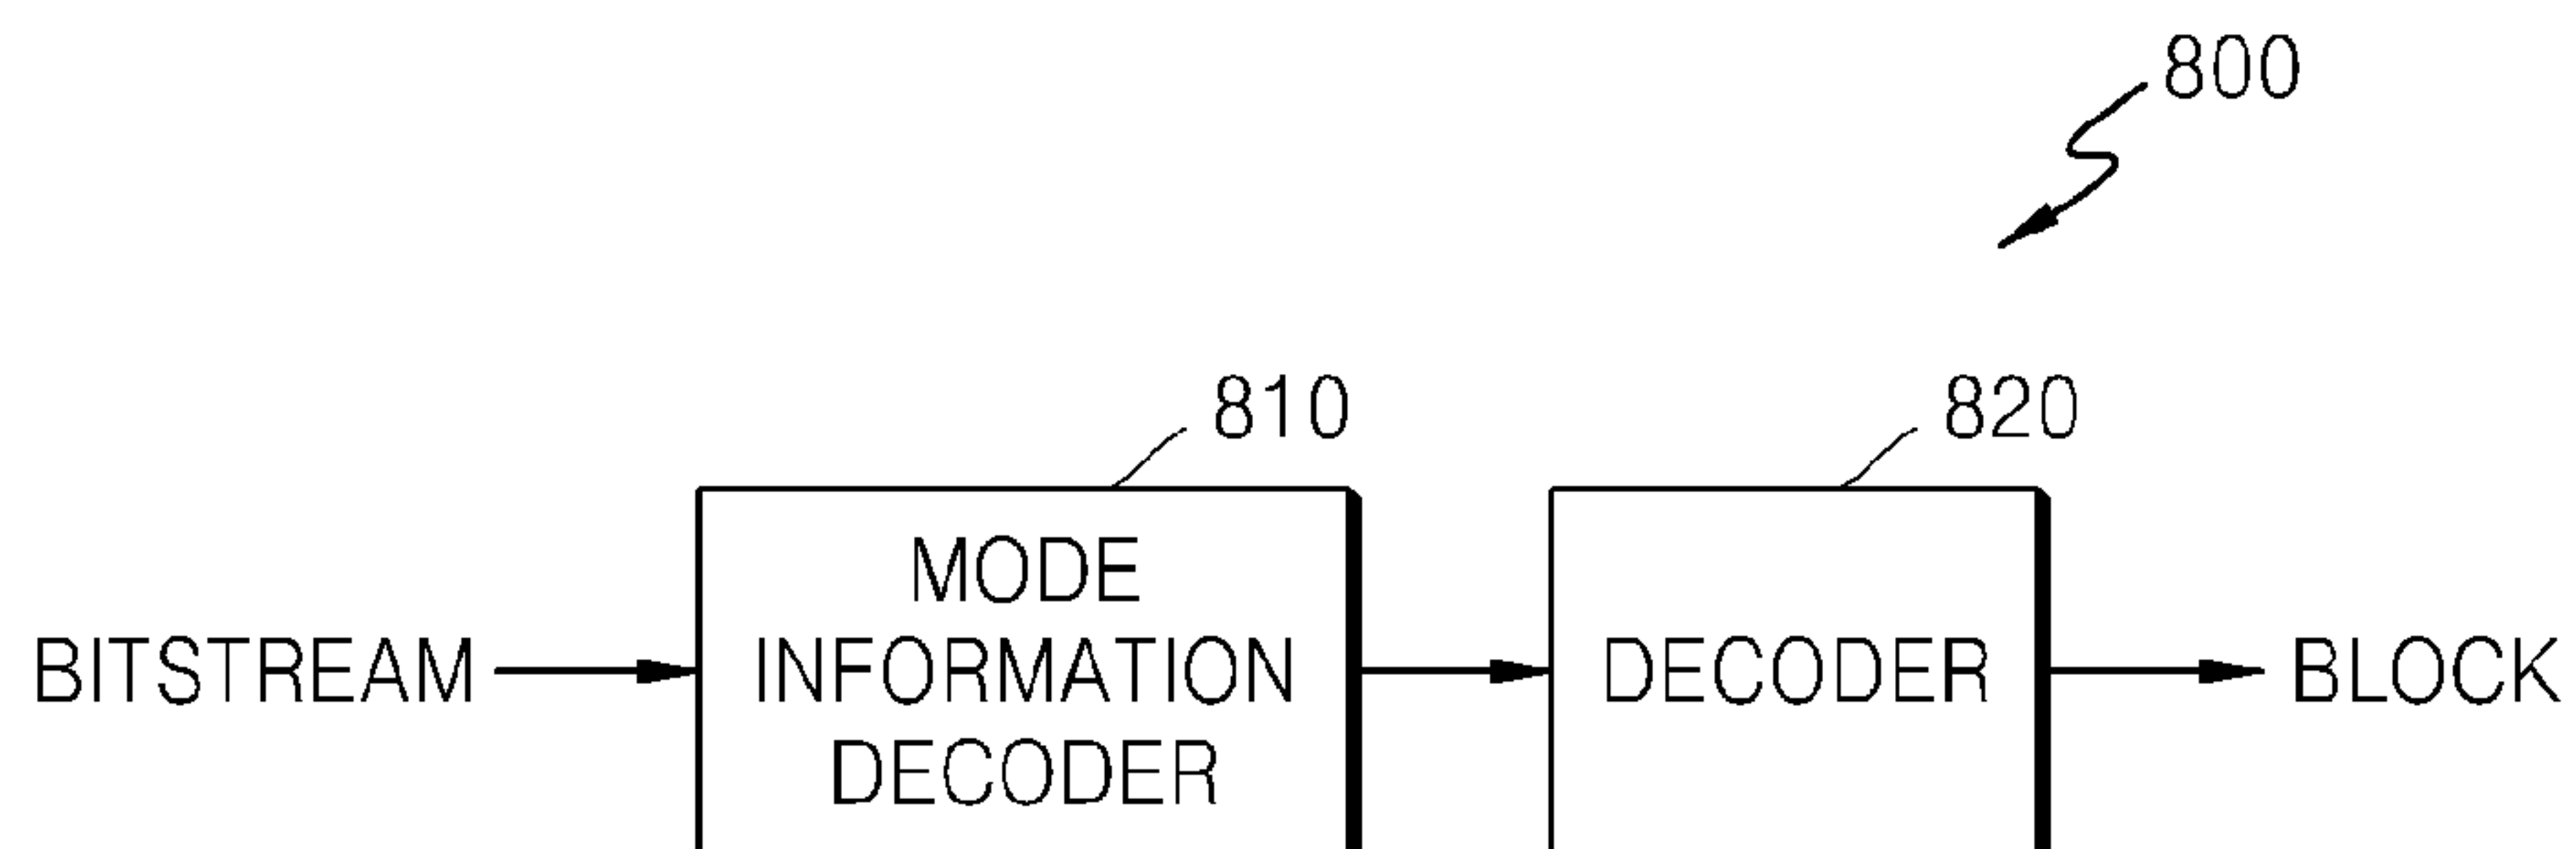 800
810
820
MODE
INFORMATION
DECODER
BITSTREAM
DECODER
BLOCK